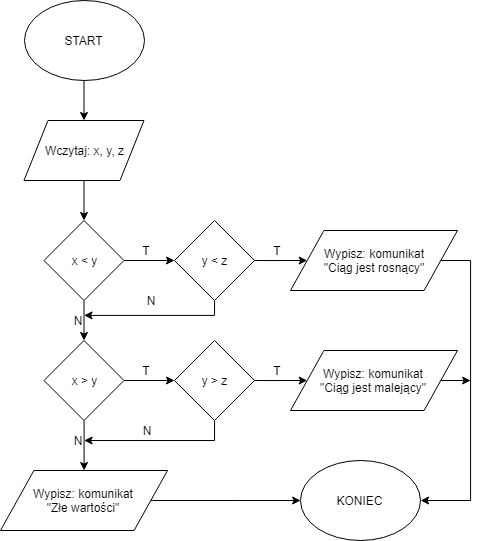 START
Wczytaj: x, y, z
x < y
T
y < z
T
Wypisz: komunikat
"Ciąg jest rosnący"
N
N
x > y
T
y > z
T
Wypisz: komunikat
"Ciąg jest malejący"
N
N
Wypisz: komunikat
"Złe wartości"
KONIEC